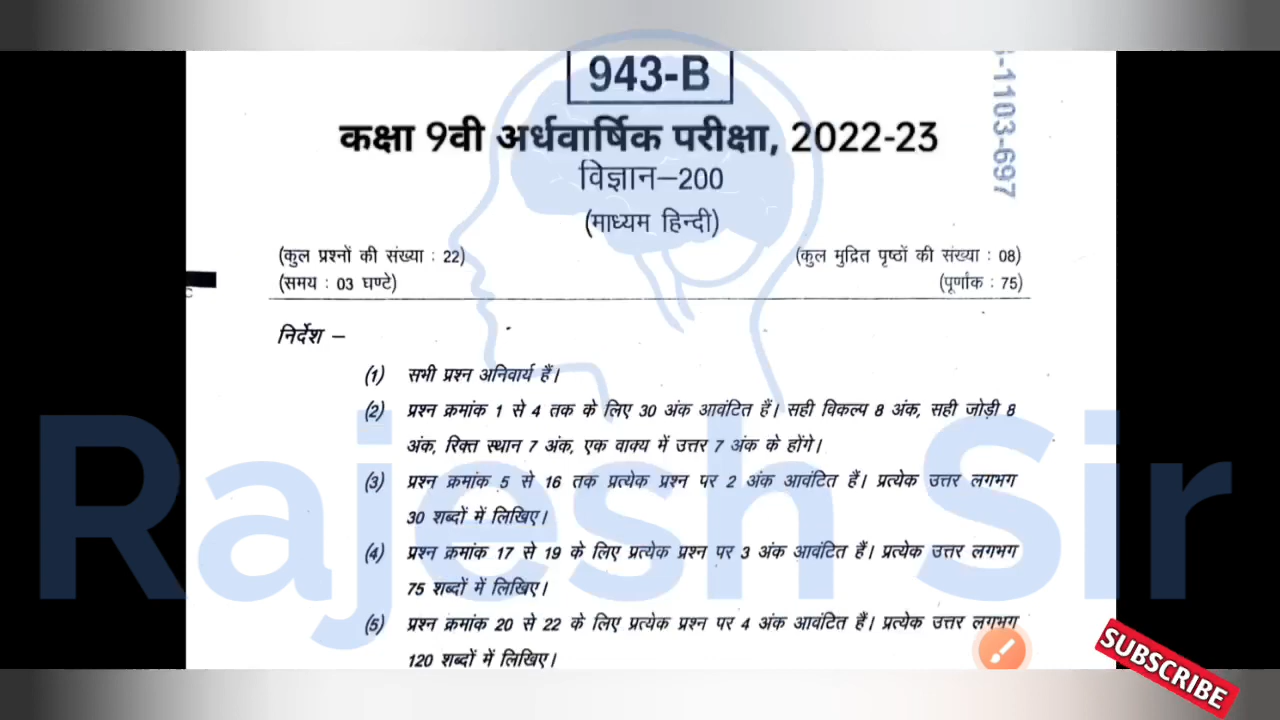 943-B
कक्षा 9वी अर्धवार्षिक परीक्षा, 2022-23
विज्ञान–200
(माध्यम हिन्दी)
(कुल प्रश्नों की संख्या : 22)
(कुल मुद्रित पृष्ठों की संख्या : 08)
(समय : 03 घण्टे)
(पूर्णांक : 75)
निर्देश –
(1) सभी प्रश्न अनिवार्य हैं।
(2) प्रश्न क्रमांक 1 से 4 तक के लिए 30 अंक आवंटित हैं। सही विकल्प 8 अंक, सही जोड़ी 8
अंक, रिक्त स्थान 7 अंक, एक वाक्य में उत्तर 7 अंक के होंगे।
(3) प्रश्न क्रमांक 5 से 16 तक प्रत्येक प्रश्न पर 2 अंक आवंटित हैं। प्रत्येक उत्तर लगभग
30 शब्दों में लिखिए।
(4) प्रश्न क्रमांक 17 से 19 के लिए प्रत्येक प्रश्न पर 3 अंक आवंटित हैं। प्रत्येक उत्तर लगभग
75 शब्दों में लिखिए।
(5) प्रश्न क्रमांक 20 से 22 के लिए प्रत्येक प्रश्न पर 4 अंक आवंटित हैं। प्रत्येक उत्तर लगभग
120 शब्दों में लिखिए।
-1103-697
Rajesh Sir
SUBSCRIBE